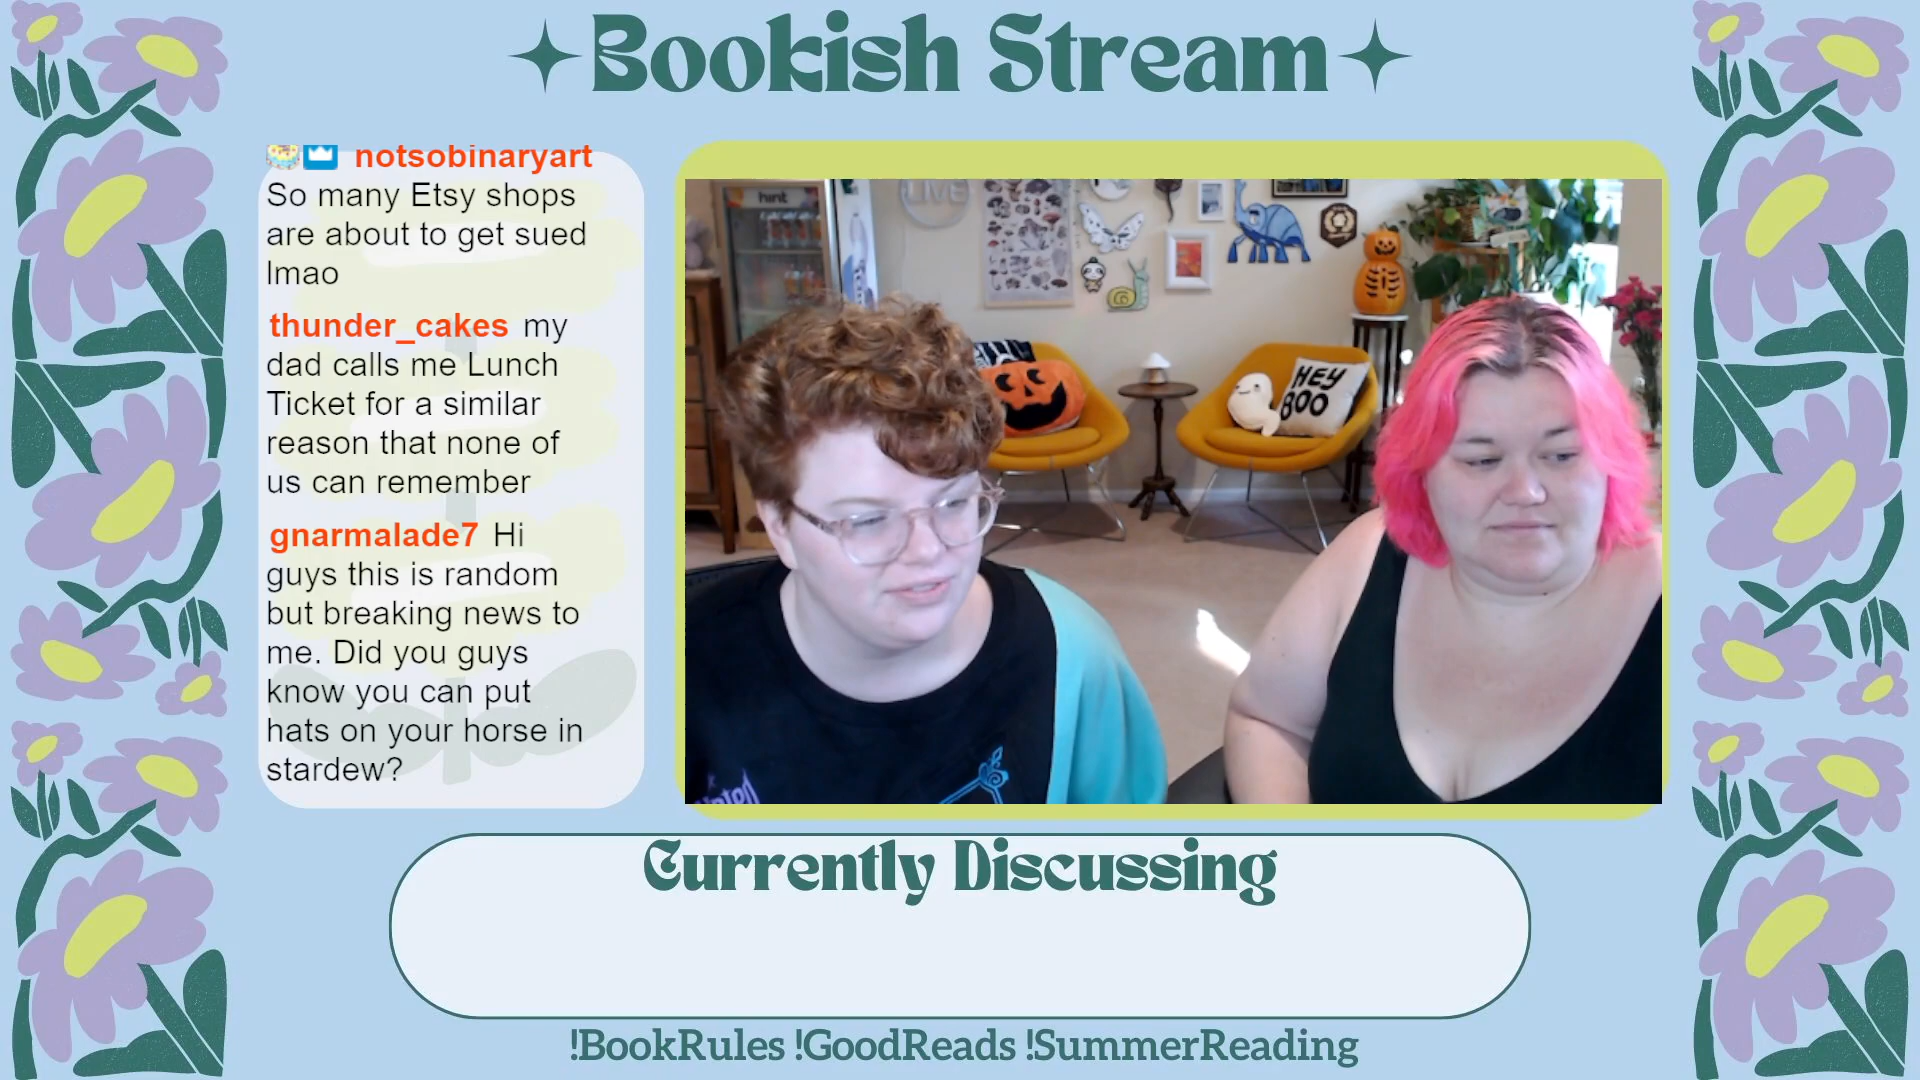 Bookish Stream
notsobinaryart
So many Etsy shops
are about to get sued
lmao
thunder_cakes my
dad calls me Lunch
Ticket for a similar
reason that none of
us can remember
gnarmalade7 Hi
guys this is random
but breaking news to
me. Did you guys
know you can put
hats on your horse in
stardew?
hint
LIVE
HEY
BOO
Currently Discussing
!BookRules !GoodReads !SummerReading